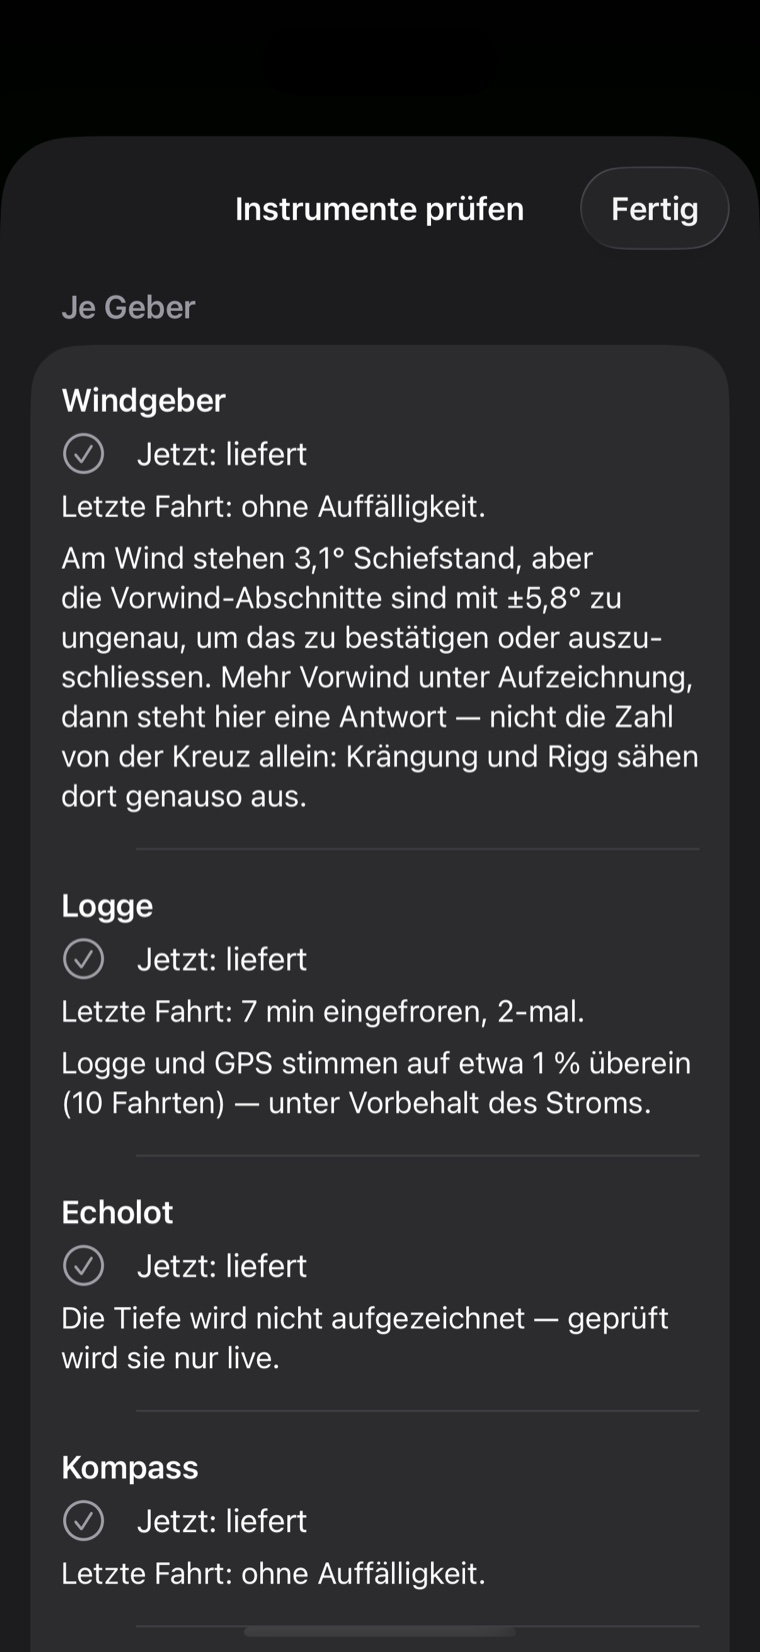 Instrumente prüfen
Fertig
Je Geber
Windgeber
Jetzt: liefert
Letzte Fahrt: ohne Auffälligkeit.
Am Wind stehen 3,1° Schiefstand, aber
die Vorwind-Abschnitte sind mit ±5,8° zu
ungenau, um das zu bestätigen oder auszu-
schliessen. Mehr Vorwind unter Aufzeichnung,
dann steht hier eine Antwort — nicht die Zahl
von der Kreuz allein: Krängung und Rigg sähen
dort genauso aus.
Logge
Jetzt: liefert
Letzte Fahrt: 7 min eingefroren, 2-mal.
Logge und GPS stimmen auf etwa 1 % überein
(10 Fahrten) — unter Vorbehalt des Stroms.
Echolot
Jetzt: liefert
Die Tiefe wird nicht aufgezeichnet — geprüft
wird sie nur live.
Kompass
Jetzt: liefert
Letzte Fahrt: ohne Auffälligkeit.